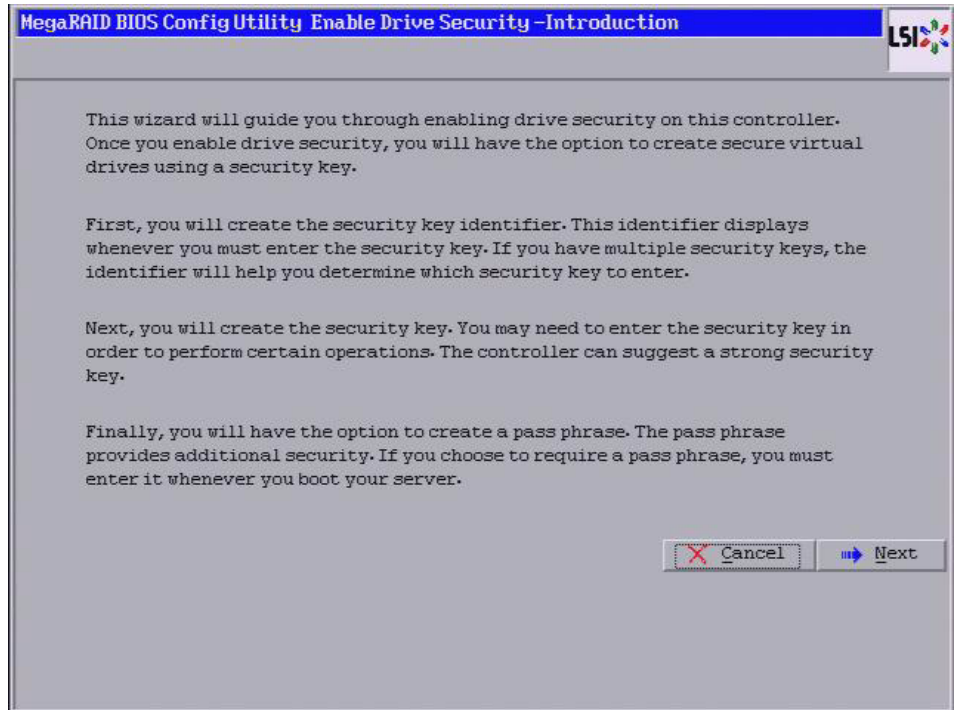 MegaRAID BIOS Config Utility Enable Drive Security -Introduction
LSI
This wizard will guide you through enabling drive security on this controller.
Once you enable drive security, you will have the option to create secure virtual
drives using a security key.
First, you will create the security key identifier. This identifier displays
whenever you must enter the security key. If you have multiple security keys, the
identifier will help you determine which security key to enter.
Next, you will create the security key. You may need to enter the security key in
order to perform certain operations. The controller can suggest a strong security
key.
Finally, you will have the option to create a pass phrase. The pass phrase
provides additional security. If you choose to require a pass phrase, you must
enter it whenever you boot your server.
Cancel Next